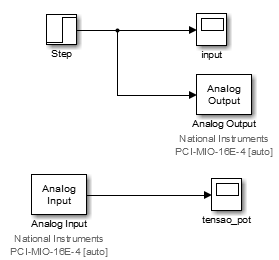 Step
input
Analog
Output
Analog Output
National Instruments
PCI-MIO-16E-4 [auto]
Analog
Input
Analog Input
National Instruments
PCI-MIO-16E-4 [auto]
tensao_pot